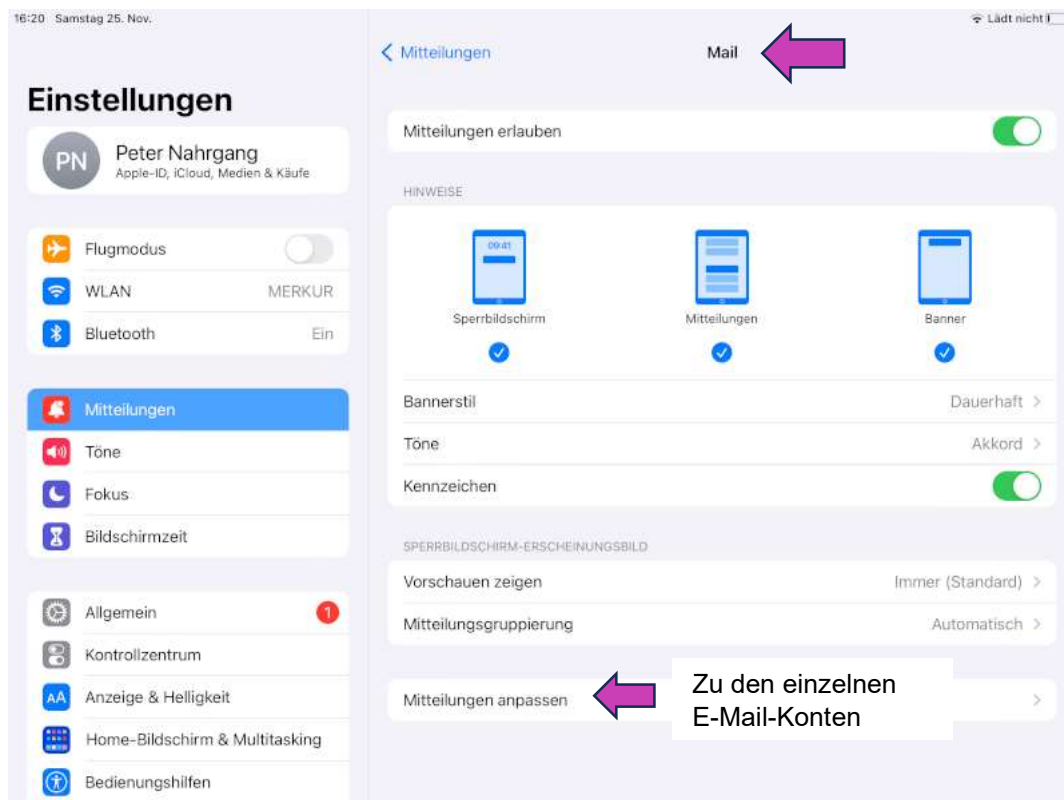 16:20 Samstag 25. Nov.
Lädt nicht
Einstellungen
PN
Peter Nahrgang
Apple-ID, iCloud, Medien & Käufe
Flugmodus
WLAN MERKUR
Bluetooth Ein
Mitteilungen
Töne
Fokus
Bildschirmzeit
Allgemein 1
Kontrollzentrum
AA Anzeige & Helligkeit
Home-Bildschirm & Multitasking
Bedienungshilfen
Mitteilungen
Mail
Mitteilungen erlauben
HINWEISE
09:41
Sperrbildschirm
Mitteilungen
Banner
Bannerstil Dauerhaft
Töne Akkord
Kennzeichen
SPERRBILDSCHIRM-ERSCHEINUNGSBILD
Vorschauen zeigen Immer (Standard)
Mitteilungsgruppierung Automatisch
Mitteilungen anpassen
Zu den einzelnen
E-Mail-Konten